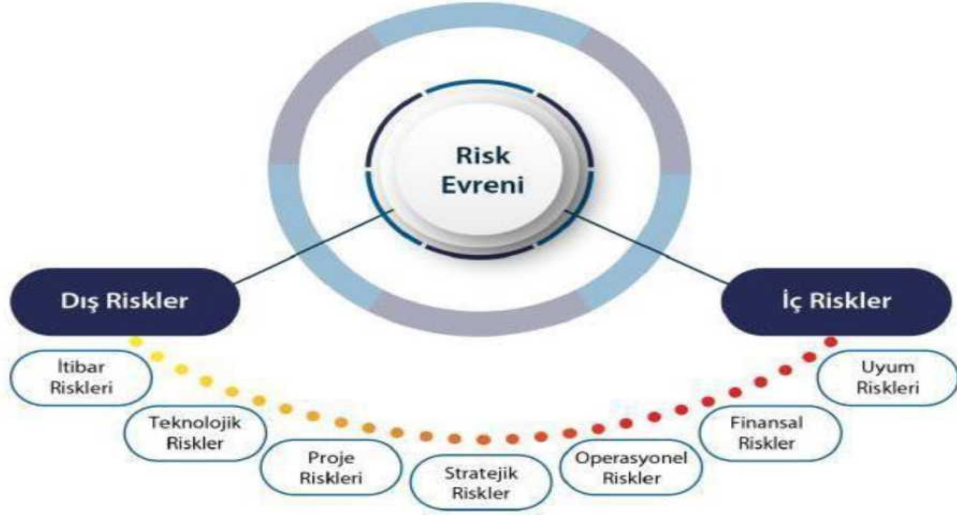 Risk
Evreni
Dış Riskler
İç Riskler
İtibar
Riskleri
Teknolojik
Riskler
Proje
Riskleri
Stratejik
Riskler
Operasyonel
Riskler
Finansal
Riskler
Uyum
Riskleri